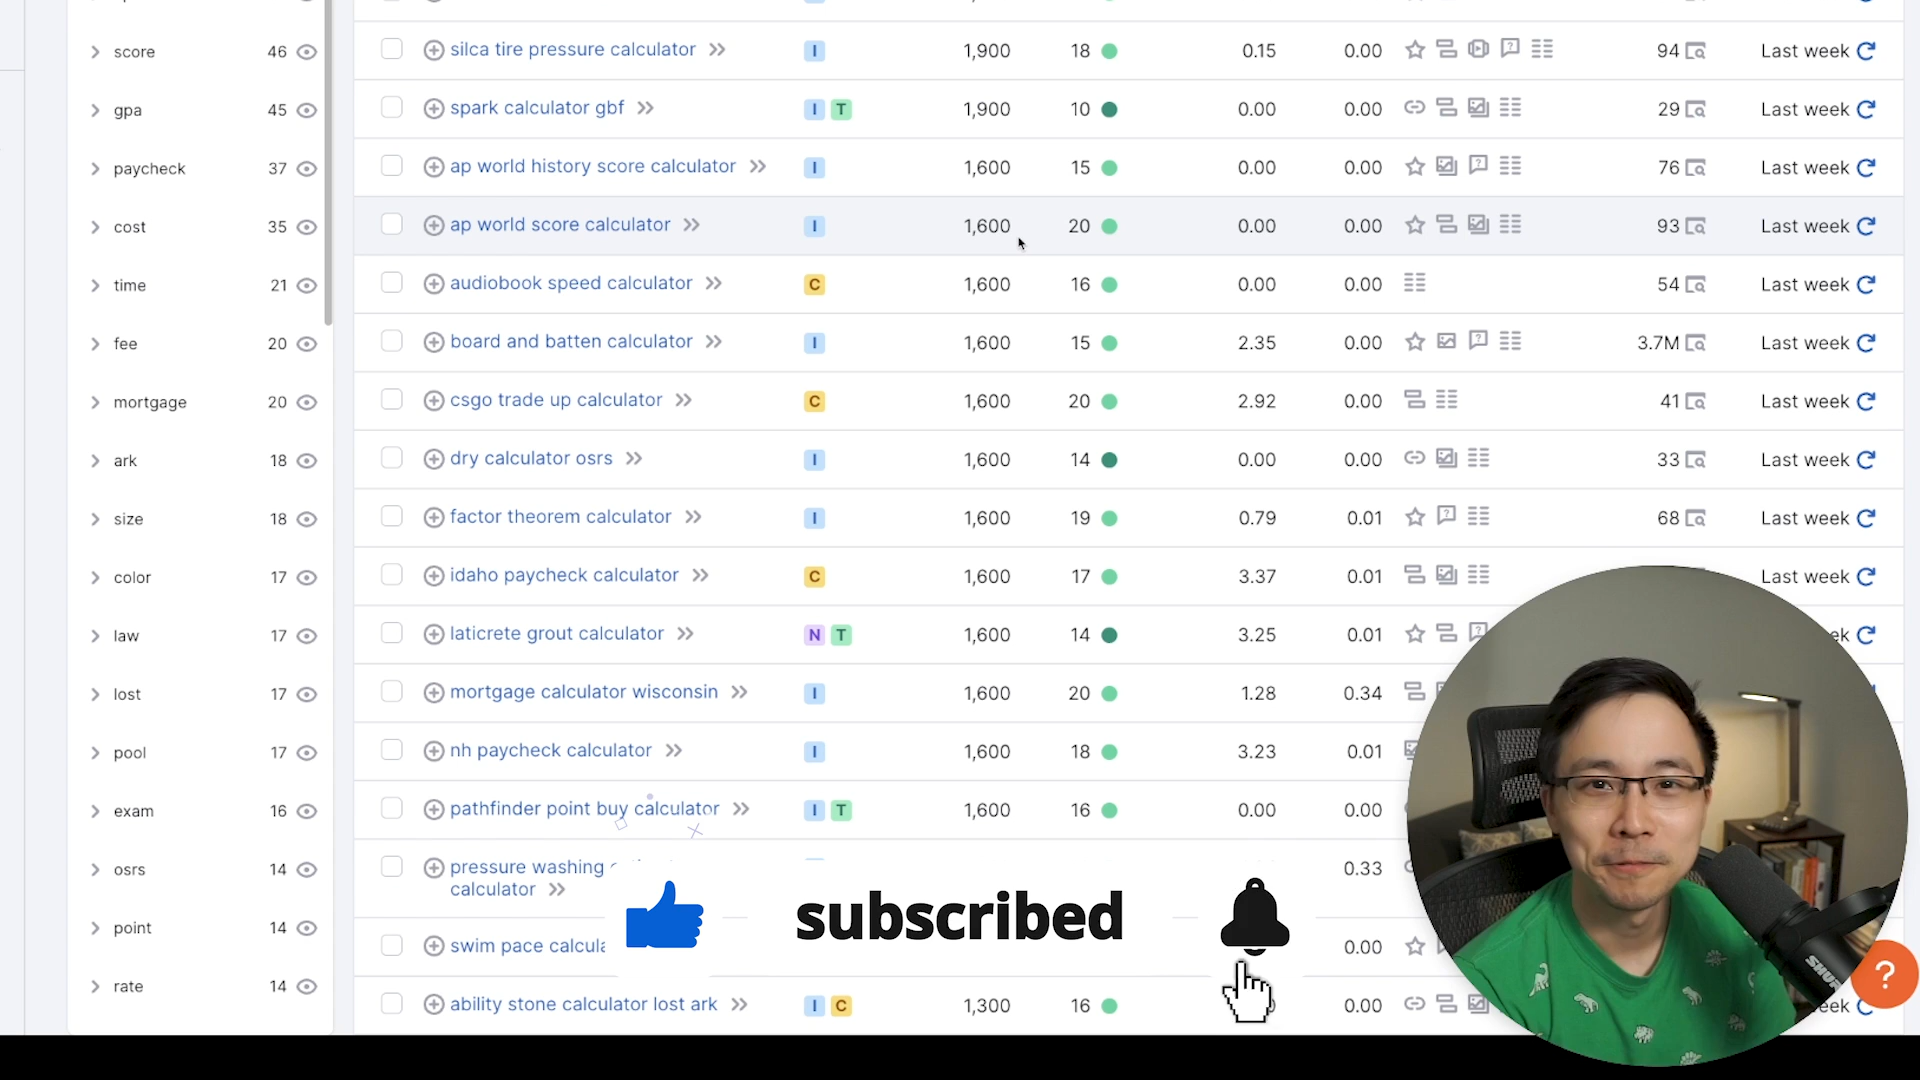 score 46
gpa 45
paycheck 37
cost 35
time 21
fee 20
mortgage 20
ark 18
size 18
color 17
law 17
lost 17
pool 17
exam 16
osrs 14
point 14
rate 14
silca tire pressure calculator I 1,900 18 0.15 0.00 94 Last week
spark calculator gbf I T 1,900 10 0.00 0.00 29 Last week
ap world history score calculator I 1,600 15 0.00 0.00 76 Last week
ap world score calculator I 1,600 20 0.00 0.00 93 Last week
audiobook speed calculator C 1,600 16 0.00 0.00 54 Last week
board and batten calculator I 1,600 15 2.35 0.00 3.7M Last week
csgo trade up calculator C 1,600 20 2.92 0.00 41 Last week
dry calculator osrs I 1,600 14 0.00 0.00 33 Last week
factor theorem calculator I 1,600 19 0.79 0.01 68 Last week
idaho paycheck calculator C 1,600 17 3.37 0.01 Last week
laticrete grout calculator N T 1,600 14 3.25 0.01
mortgage calculator wisconsin I 1,600 20 1.28 0.34
nh paycheck calculator I 1,600 18 3.23 0.01
pathfinder point buy calculator I T 1,600 16 0.00 0.00
pressure washing 0.33
calculator
swim pace 0.00
ability stone calculator lost ark I C 1,300 16 0.00
subscribed
SHURE
?